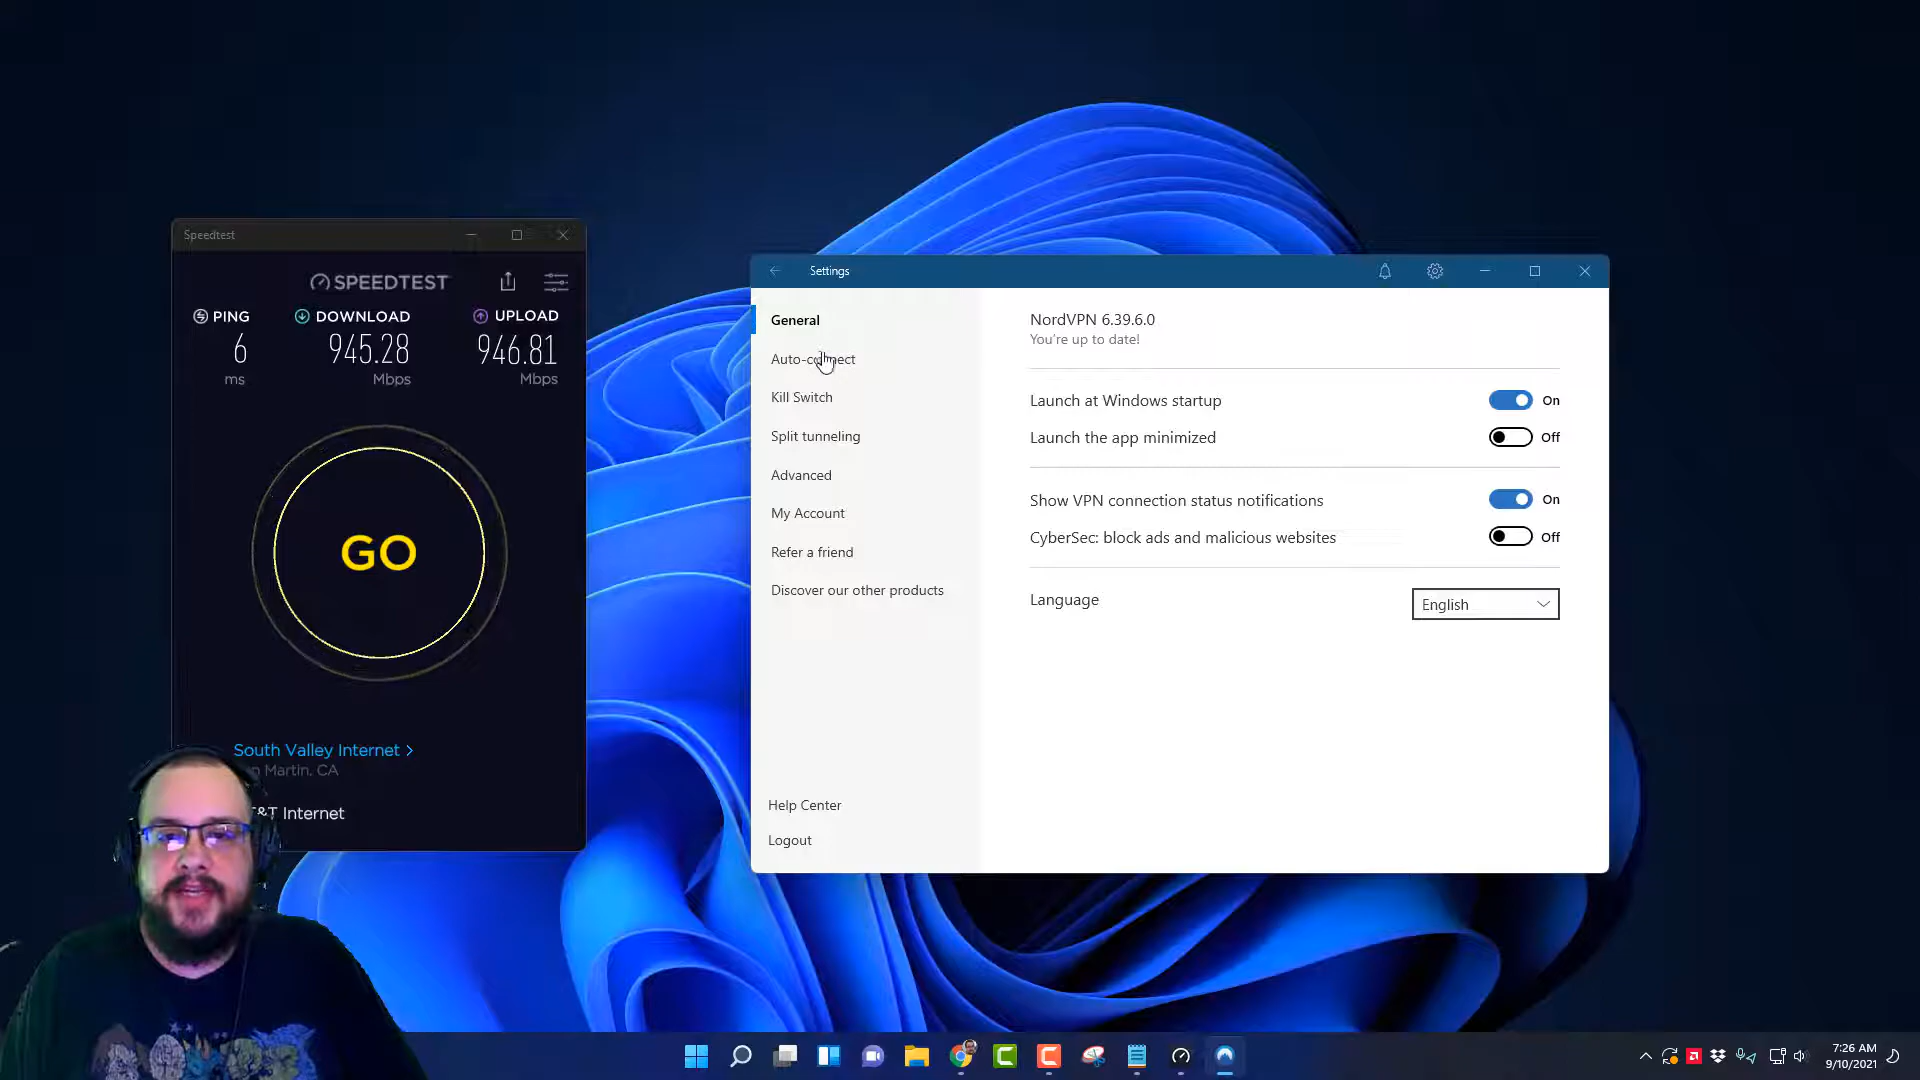 Speedtest
SPEEDTEST
PING
DOWNLOAD
UPLOAD
6
945.28
946.81
ms
Mbps
Mbps
GO
South Valley Internet >
Martin, CA
&T Internet
Settings
General
Auto-connect
Kill Switch
Split tunneling
Advanced
My Account
Refer a friend
Discover our other products
Help Center
Logout
NordVPN 6.39.6.0
You're up to date!
Launch at Windows startup
On
Launch the app minimized
Off
Show VPN connection status notifications
On
CyberSec: block ads and malicious websites
Off
Language
English
7:26 AM
9/10/2021